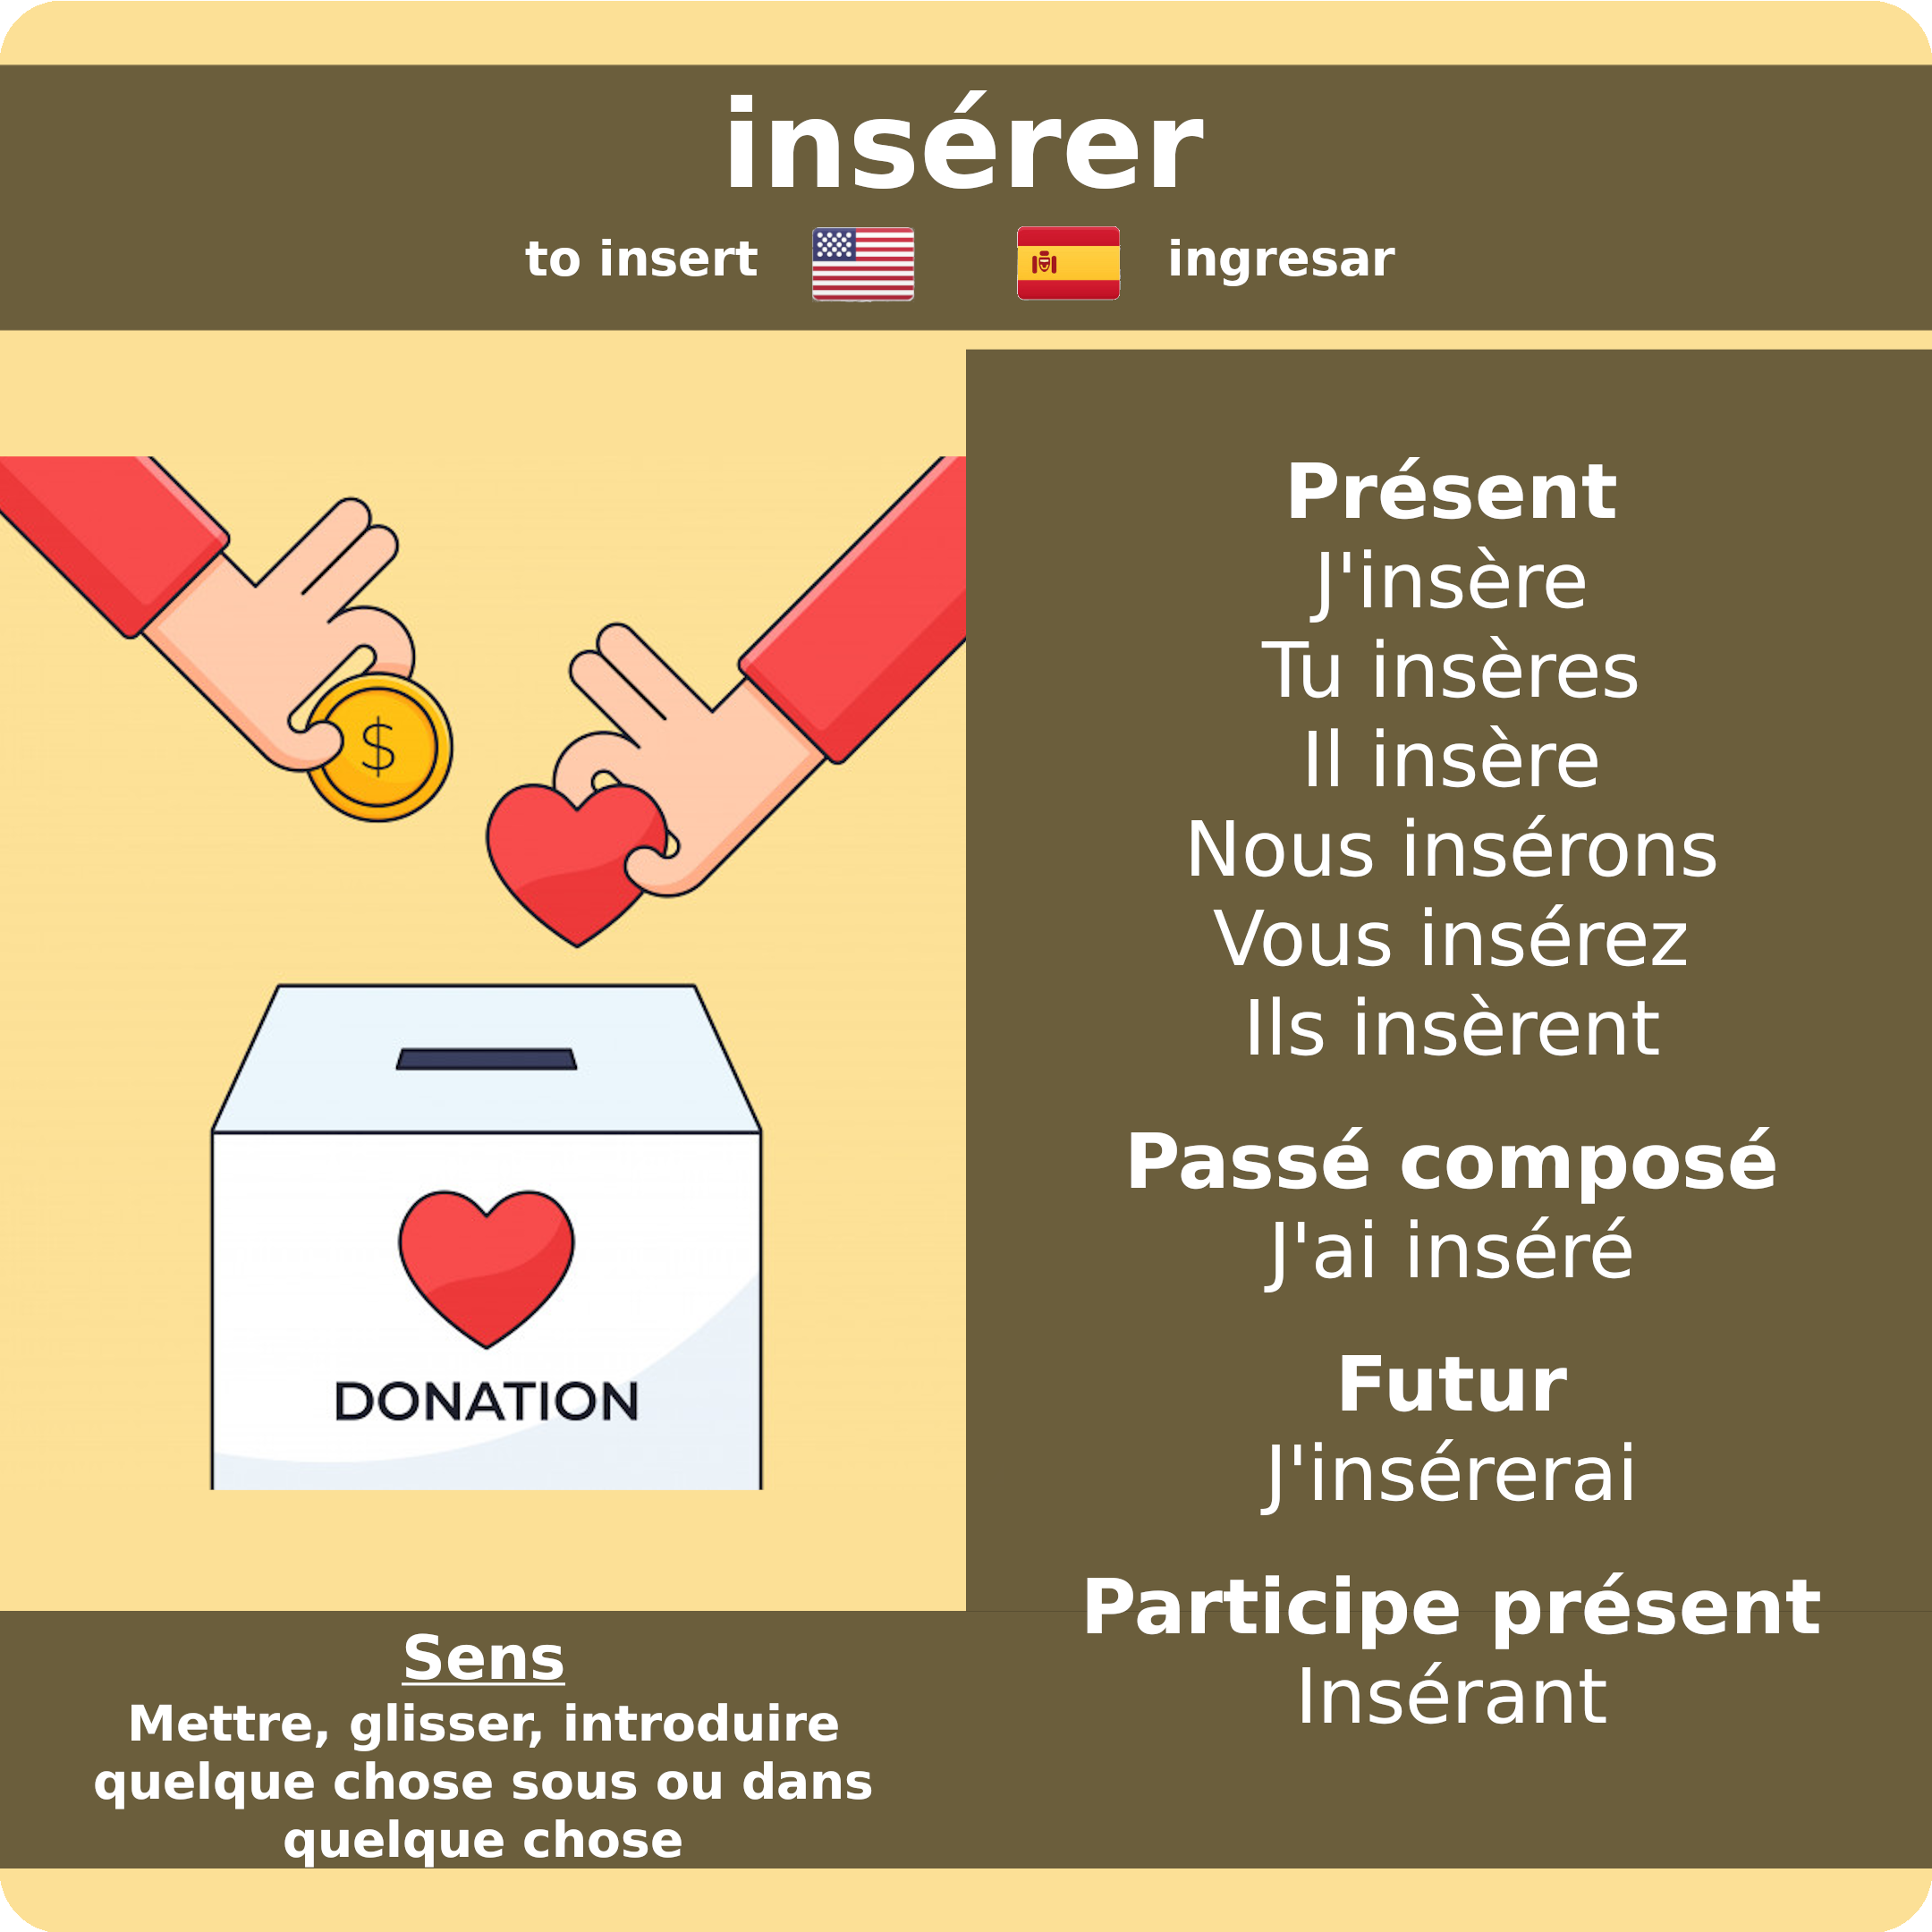 insérer
to insert
ingresar
$
DONATION
Sens
Mettre, glisser, introduire
quelque chose sous ou dans
quelque chose
Présent
J'insère
Tu insères
Il insère
Nous insérons
Vous insérez
Ils insèrent
Passé composé
J'ai inséré
Futur
J'insérerai
Participe présent
Insérant